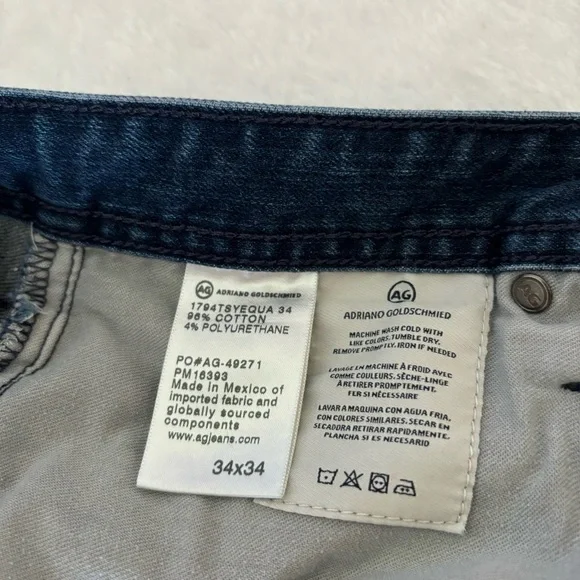 AG ADRIANO GOLDSCHMIED
1794TSYEQUA 34
96% COTTON
4% POLYURETHANE
PO#AG-49271
PM16393
Made in Mexico of
imported fabric and
globally sourced
components
www.agjeans.com
34x34
AG
ADRIANO GOLDSCHMIED
MACHINE WASH COLD WITH
LIKE COLORS. TUMBLE DRY.
REMOVE PROMPTLY. IRON IF NEEDED
LAVAGE EN MACHINE À FROID AVEC
COMME COULEURS. SÈCHE-LINGE
À RETIRER PROMPTEMENT.
FER SI NÉCESSAIRE
LAVAR A MAQUINA CON AGUA FRIA,
CON COLORES SIMILARES. SECAR EN
SECADORA RETIRAR RAPIDAMENTE.
PLANCHA SI ES NECESARIO